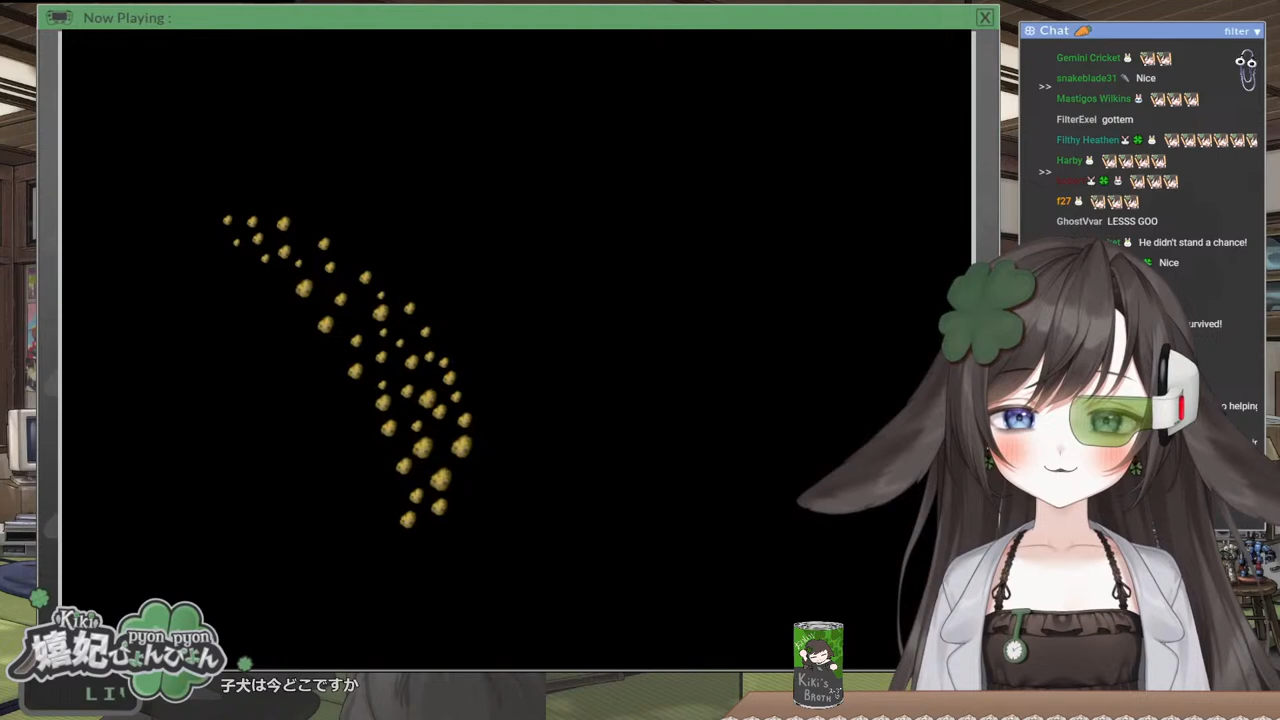 Now Playing :
X
Chat
filter ▼
Gemini Cricket
snakeblade31 Nice
>>
Mastigos Wilkins
FilterExel gottem
Filthy Heathen
Harby
>>
f27
GhostVvar LESSS GOO
He didn't stand a chance!
Nice
urvived!
o helping
Kiki
嬉妃ぴょんぴょん
pyon pyon
子犬は今どこですか
KiKi's
BROTH